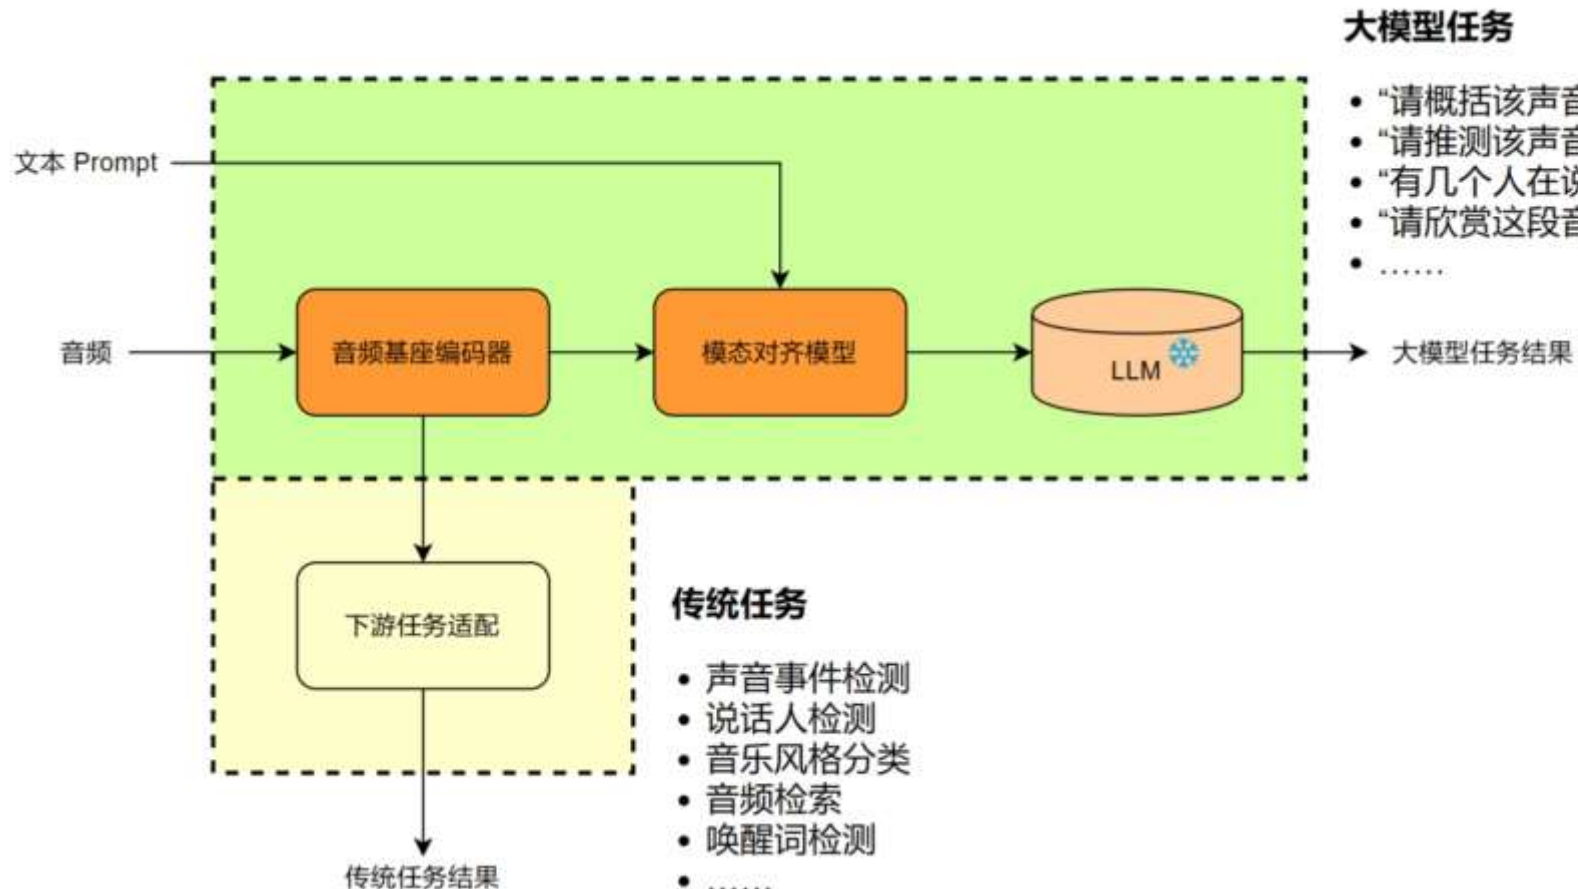 大模型任务
• “请概括该声音
• “请推测该声音
• “有几个人在说
• “请欣赏这段音
• ……
文本 Prompt
音频
音频基座编码器
模态对齐模型
LLM
大模型任务结果
下游任务适配
传统任务
• 声音事件检测
• 说话人检测
• 音乐风格分类
• 音频检索
• 唤醒词检测
• ……
传统任务结果